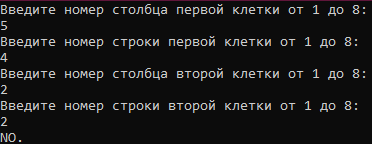 Введите номер столбца первой клетки от 1 до 8:
5
Введите номер строки первой клетки от 1 до 8:
4
Введите номер столбца второй клетки от 1 до 8:
2
Введите номер строки второй клетки от 1 до 8:
2
NO.